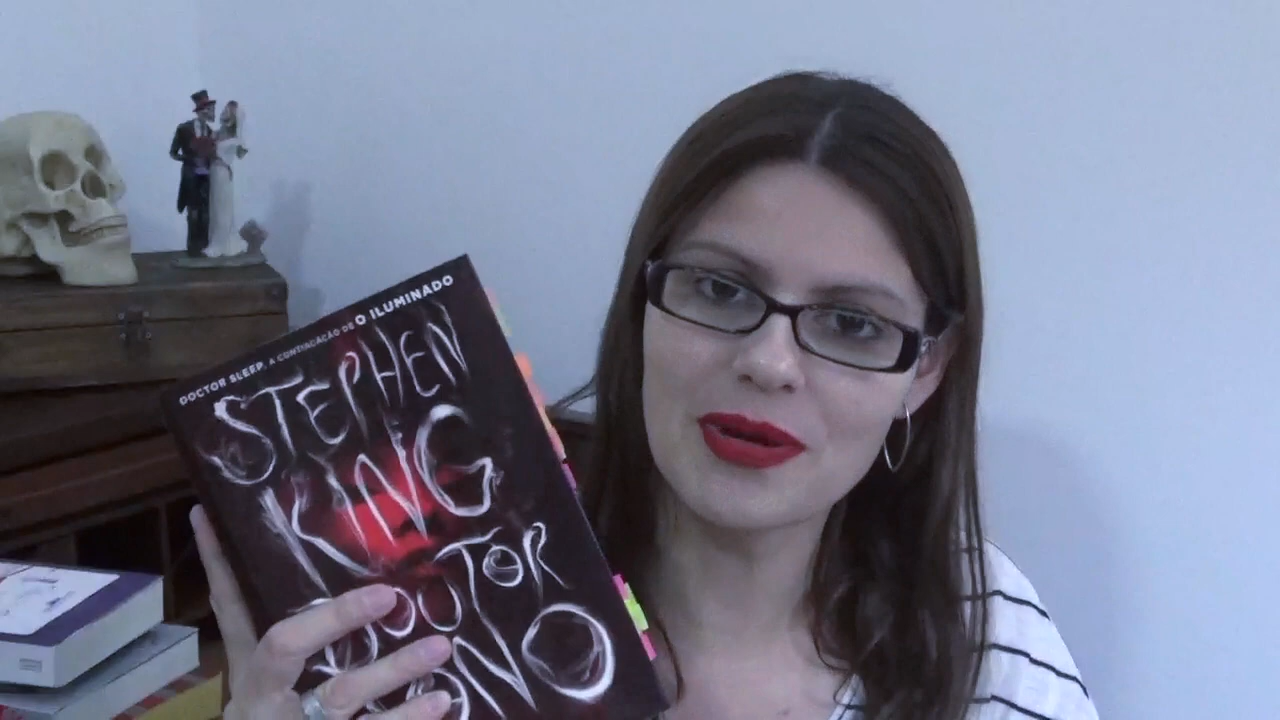 DOCTOR SLEEP, A CONTINUAÇÃO DE O ILUMINADO
STEPHEN
KING
DOUTOR
SONO